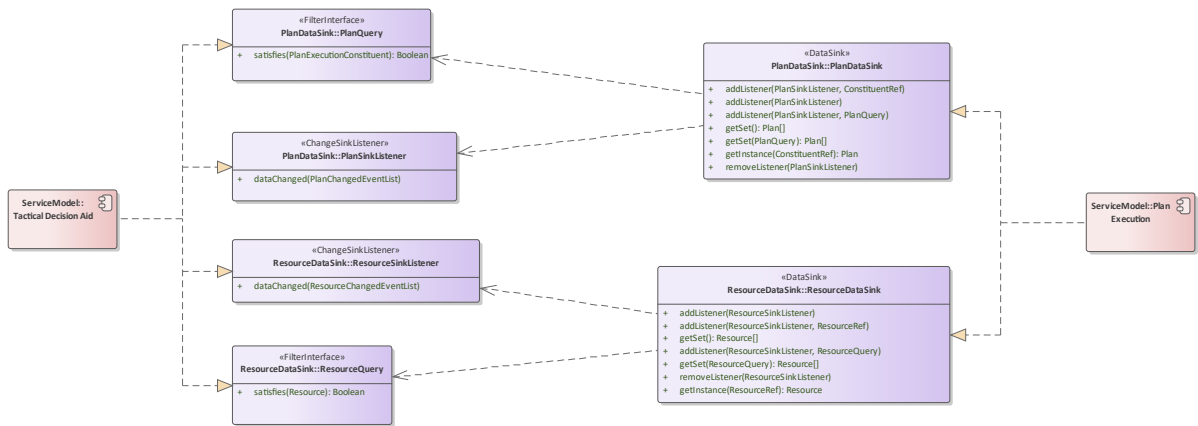 «FilterInterface»
PlanDataSink::PlanQuery
+ satisfies(PlanExecutionConstituent): Boolean
«ChangeSinkListener»
PlanDataSink::PlanSinkListener
+ dataChanged(PlanChangedEventList)
ServiceModel::
Tactical Decision Aid
«ChangeSinkListener»
ResourceDataSink::ResourceSinkListener
+ dataChanged(ResourceChangedEventList)
«FilterInterface»
ResourceDataSink::ResourceQuery
+ satisfies(Resource): Boolean
«DataSink»
PlanDataSink::PlanDataSink
+ addListener(PlanSinkListener, ConstituentRef)
+ addListener(PlanSinkListener)
+ addListener(PlanSinkListener, PlanQuery)
+ getSet(): Plan[]
+ getSet(PlanQuery): Plan[]
+ getInstance(ConstituentRef): Plan
+ removeListener(PlanSinkListener)
«DataSink»
ResourceDataSink::ResourceDataSink
+ addListener(ResourceSinkListener)
+ addListener(ResourceSinkListener, ResourceRef)
+ getSet(): Resource[]
+ addListener(ResourceSinkListener, ResourceQuery)
+ getSet(ResourceQuery): Resource[]
+ removeListener(ResourceSinkListener)
+ getInstance(ResourceRef): Resource
ServiceModel::Plan
Execution